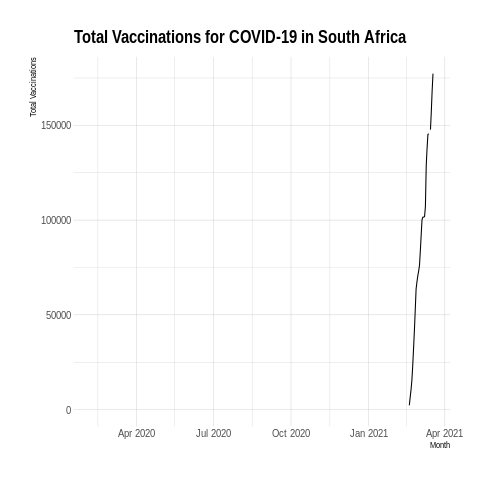 Total Vaccinations for COVID-19 in South Africa
Total Vaccinations
150000
100000
50000
0
Apr 2020 Jul 2020 Oct 2020 Jan 2021 Apr 2021
Month